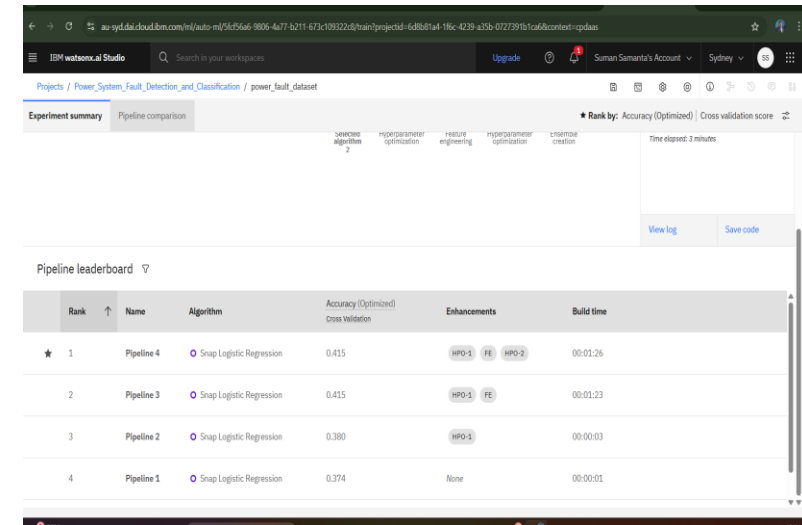 au-syd.dai.cloud.ibm.com/ml/auto-ml/5fcf56a6-9806-4a77-b211-673c109322c8/train?projectid=6d8b81a4-1f6c-4239-a35b-0727391b1ca6&context=cpdaas
IBM watsonx.ai Studio Search in your workspaces Upgrade 1 Suman Samanta's Account Sydney SS
Projects / Power_System_Fault_Detection_and_Classification / power_fault_dataset
Experiment summary Pipeline comparison ★ Rank by: Accuracy (Optimized) | Cross validation score
Selected algorithm 2 Hyperparameter optimization Feature engineering Hyperparameter optimization Ensemble creation
Time elapsed: 3 minutes
View log Save code
Pipeline leaderboard
Rank ↑ Name Algorithm Accuracy (Optimized) Cross Validation Enhancements Build time
★ 1 Pipeline 4 Snap Logistic Regression 0.415 HPO-1 FE HPO-2 00:01:26
2 Pipeline 3 Snap Logistic Regression 0.415 HPO-1 FE 00:01:23
3 Pipeline 2 Snap Logistic Regression 0.380 HPO-1 00:00:03
4 Pipeline 1 Snap Logistic Regression 0.374 None 00:00:01